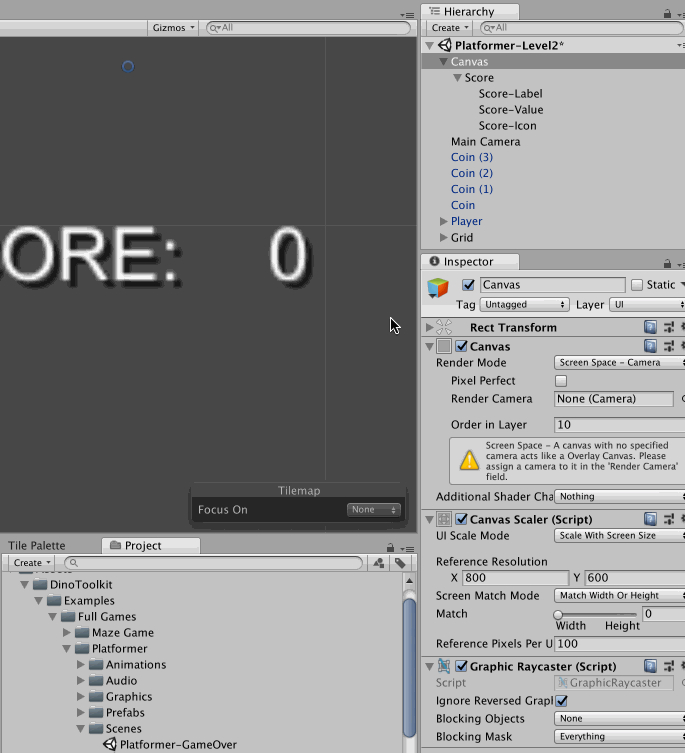 Hierarchy
Gizmos
All
Create
All
Platformer-Level2*
Canvas
Score
Score-Label
Score-Value
Score-Icon
Main Camera
Coin (3)
Coin (2)
Coin (1)
Coin
Player
Grid
ORE: 0
Inspector
Canvas
Static
Tag Untagged Layer UI
Rect Transform
Canvas
Render Mode Screen Space - Camera
Pixel Perfect
Render Camera None (Camera)
Order in Layer 10
Screen Space - A canvas with no specified
camera acts like a Overlay Canvas. Please
assign a camera to it in the 'Render Camera'
field.
Additional Shader Cha Nothing
Tilemap
Focus On None
Canvas Scaler (Script)
UI Scale Mode Scale With Screen Size
Reference Resolution
X 800 Y 600
Screen Match Mode Match Width Or Height
Match 0
Width Height
Reference Pixels Per U 100
Graphic Raycaster (Script)
Script GraphicRaycaster
Ignore Reversed Grapl
Blocking Objects None
Blocking Mask Everything
Tile Palette Project
Create
Assets
DinoToolkit
Examples
Full Games
Maze Game
Platformer
Animations
Audio
Graphics
Prefabs
Scenes
Platformer-GameOver